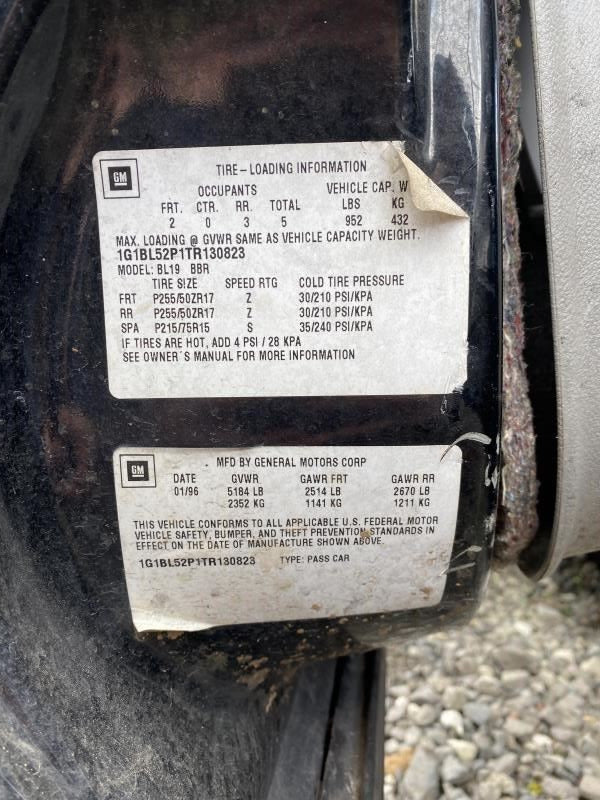 GM
TIRE-LOADING INFORMATION
OCCUPANTS VEHICLE CAP. W
FRT. CTR. RR. TOTAL LBS KG
2 0 3 5 952 432
MAX. LOADING @ GVWR SAME AS VEHICLE CAPACITY WEIGHT.
1G1BL52P1TR130823
MODEL: BL19 BBR
TIRE SIZE SPEED RTG COLD TIRE PRESSURE
FRT P255/50ZR17 Z 30/210 PSI/KPA
RR P255/50ZR17 Z 30/210 PSI/KPA
SPA P215/75R15 S 35/240 PSI/KPA
IF TIRES ARE HOT, ADD 4 PSI / 28 KPA
SEE OWNER'S MANUAL FOR MORE INFORMATION
GM
MFD BY GENERAL MOTORS CORP
DATE GVWR GAWR FRT GAWR RR
01/96 5184 LB 2514 LB 2670 LB
2352 KG 1141 KG 1211 KG
THIS VEHICLE CONFORMS TO ALL APPLICABLE U.S. FEDERAL MOTOR
VEHICLE SAFETY, BUMPER, AND THEFT PREVENTION STANDARDS IN
EFFECT ON THE DATE OF MANUFACTURE SHOWN ABOVE.
1G1BL52P1TR130823 TYPE: PASS CAR